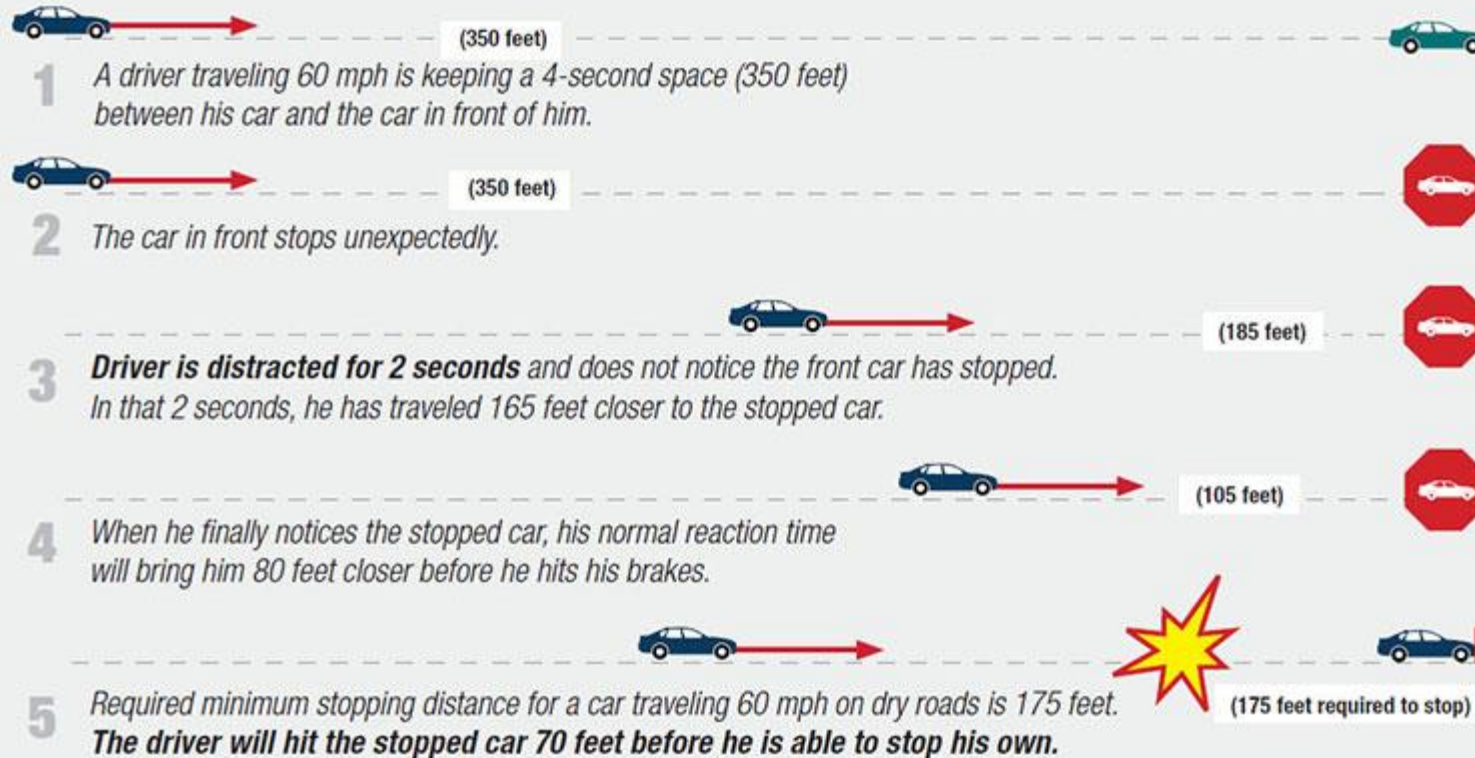 (350 feet)
1
A driver traveling 60 mph is keeping a 4-second space (350 feet)
between his car and the car in front of him.
(350 feet)
2
The car in front stops unexpectedly.
(185 feet)
3
Driver is distracted for 2 seconds and does not notice the front car has stopped.
In that 2 seconds, he has traveled 165 feet closer to the stopped car.
(105 feet)
4
When he finally notices the stopped car, his normal reaction time
will bring him 80 feet closer before he hits his brakes.
5
Required minimum stopping distance for a car traveling 60 mph on dry roads is 175 feet.
(175 feet required to stop)
The driver will hit the stopped car 70 feet before he is able to stop his own.